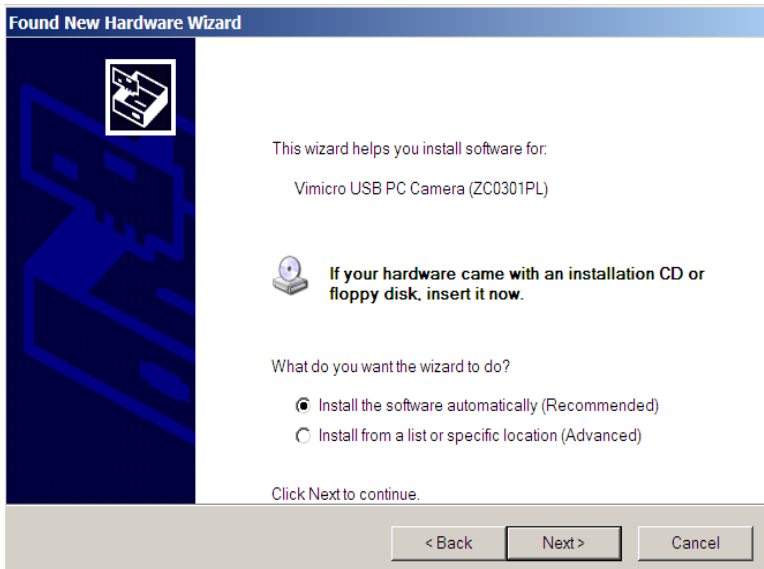 Found New Hardware Wizard
This wizard helps you install software for:
Vimicro USB PC Camera (ZC0301PL)
If your hardware came with an installation CD or
floppy disk, insert it now.
What do you want the wizard to do?
Install the software automatically (Recommended)
Install from a list or specific location (Advanced)
Click Next to continue.
< Back
Next >
Cancel